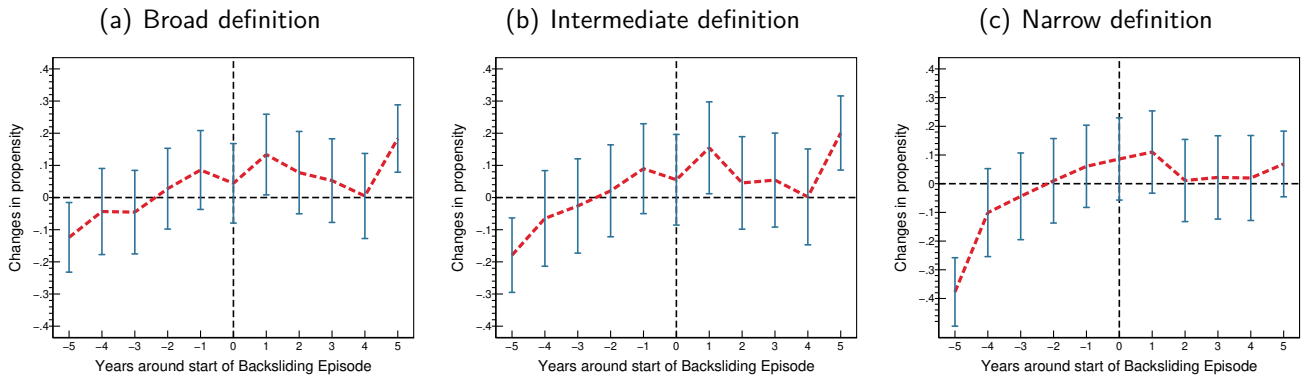 (a) Broad definition
(b) Intermediate definition
(c) Narrow definition
Changes in propensity
.4
.3
.2
.1
0
-.1
-.2
-.3
-.4
-5 -4 -3 -2 -1 0 1 2 3 4 5
Years around start of Backsliding Episode
Changes in propensity
.4
.3
.2
.1
0
-.1
-.2
-.3
-.4
-5 -4 -3 -2 -1 0 1 2 3 4 5
Years around start of Backsliding Episode
Changes in propensity
.4
.3
.2
.1
0
-.1
-.2
-.3
-.4
-5 -4 -3 -2 -1 0 1 2 3 4 5
Years around start of Backsliding Episode